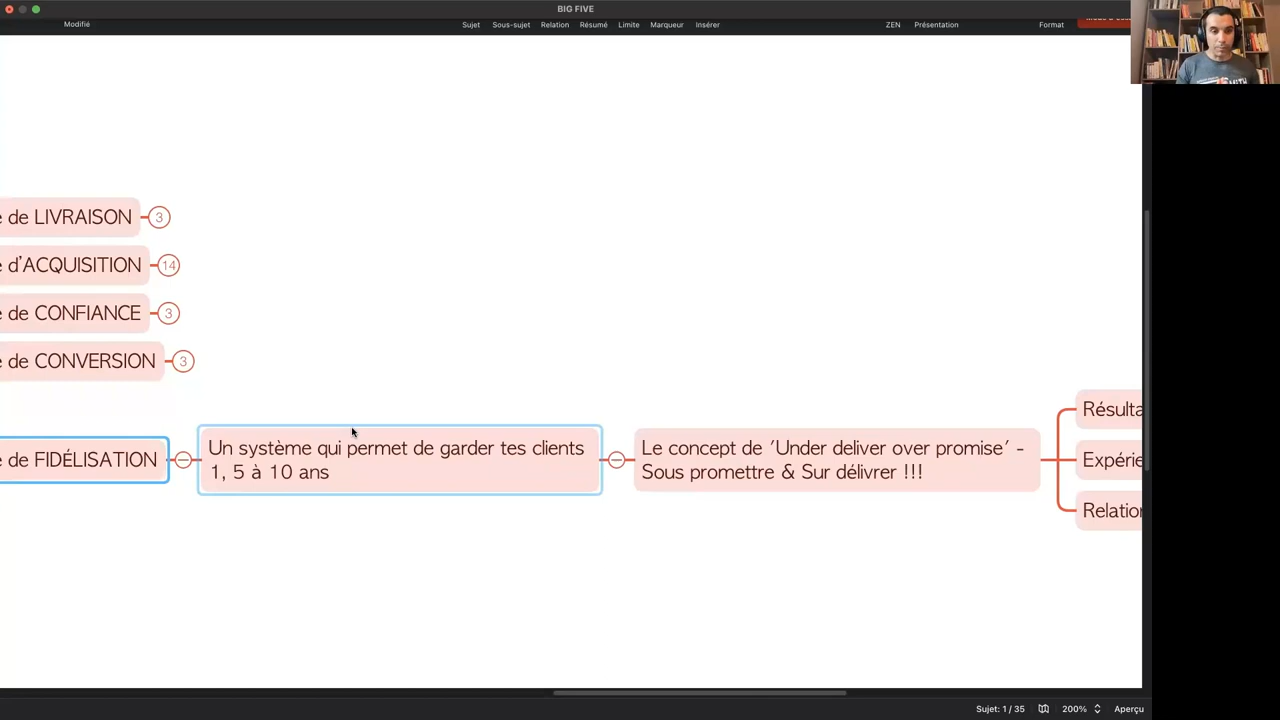 BIG FIVE
Modifié
Sujet Sous-sujet Relation Résumé Limite Marqueur Insérer ZEN Présentation Format
e de LIVRAISON 3
e d'ACQUISITION 14
e de CONFIANCE 3
e de CONVERSION 3
Résulta
Un système qui permet de garder tes clients
1, 5 à 10 ans
Le concept de 'Under deliver over promise' -
Sous promettre & Sur délivrer !!!
e de FIDÉLISATION
Expérie
Relation
Sujet: 1 / 35 200% Aperçu